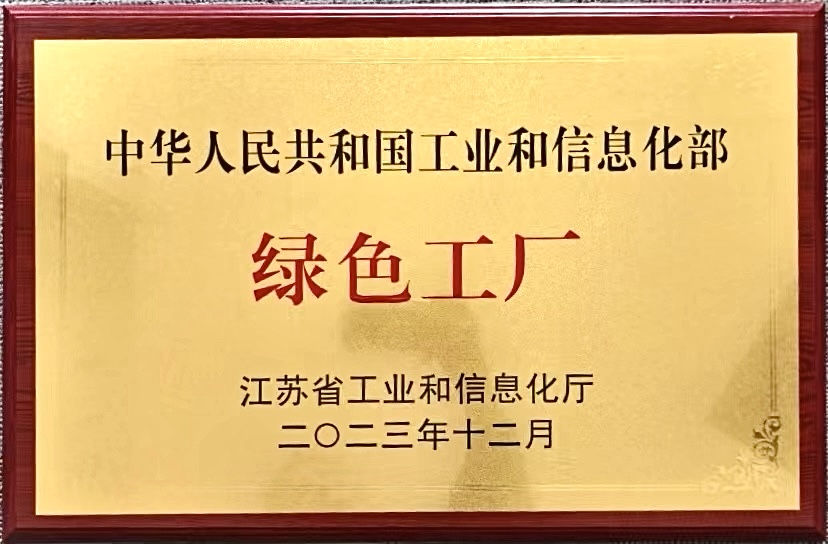 中华人民共和国工业和信息化部
绿色工厂
江苏省工业和信息化厅
二〇二三年十二月